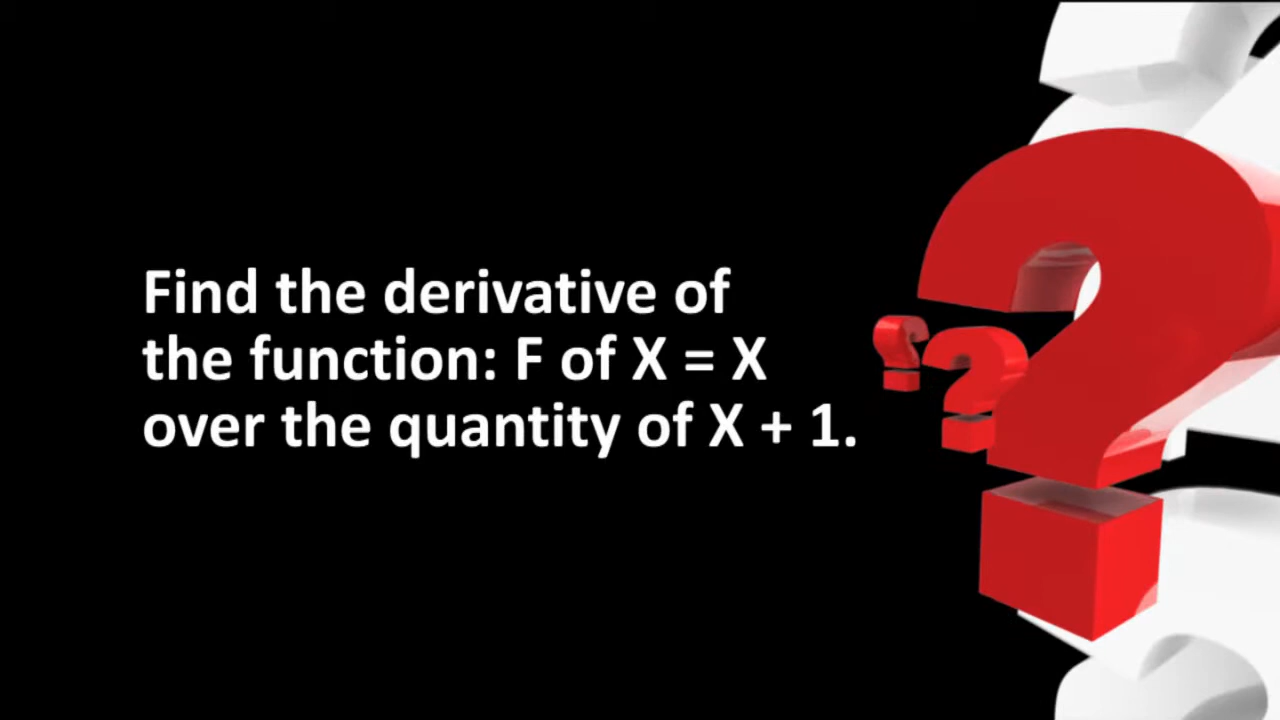 Find the derivative of
the function: F of X = X
over the quantity of X + 1.